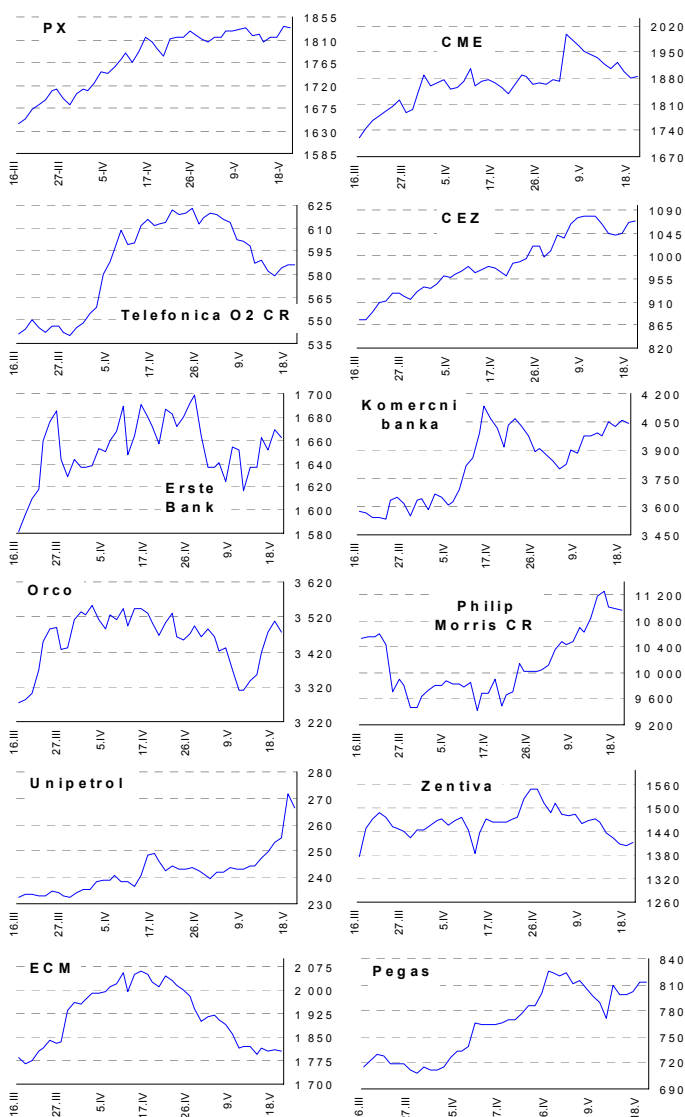 PX
1855
1810
1765
1720
1675
1630
1585
16-III
27-III
5-IV
17-IV
26-IV
9-V
18-V
CME
2020
1950
1880
1810
1740
1670
16.III
27.III
5.IV
17.IV
26.IV
9.V
18.V
Telefonica O2 CR
625
610
595
580
565
550
535
16.III
27.III
5.IV
17.IV
26.IV
9.V
18.V
CEZ
1090
1045
1000
955
910
865
820
16.III
27.III
5.IV
17.IV
26.IV
9.V
18.V
Erste
Bank
1 700
1 680
1 660
1 640
1 620
1 600
1 580
16.III
27.III
5.IV
17.IV
26.IV
9.V
18.V
Komercni
banka
4 200
4 050
3 900
3 750
3 600
3 450
16.III
27.III
5.IV
17.IV
26.IV
9.V
18.V
Orco
3 620
3 520
3 420
3 320
3 220
16.III
27.III
5.IV
17.IV
26.IV
9.V
18.V
Philip
Morris CR
11 200
10 800
10 400
10 000
9 600
9 200
16.III
27.III
5.IV
17.IV
26.IV
9.V
18.V
Unipetrol
280
270
260
250
240
230
16.III
27.III
5.IV
17.IV
26.IV
9.V
18.V
Zentiva
1560
1500
1440
1380
1320
1260
16.III
27.III
5.IV
17.IV
26.IV
9.V
18.V
ECM
2 075
2 000
1 925
1 850
1 775
1 700
16.III
27.III
5.IV
17.IV
26.IV
9.V
18.V
Pegas
840
810
780
750
720
690
6.III
7.III
5.IV
7.IV
6.IV
9.V
18.V